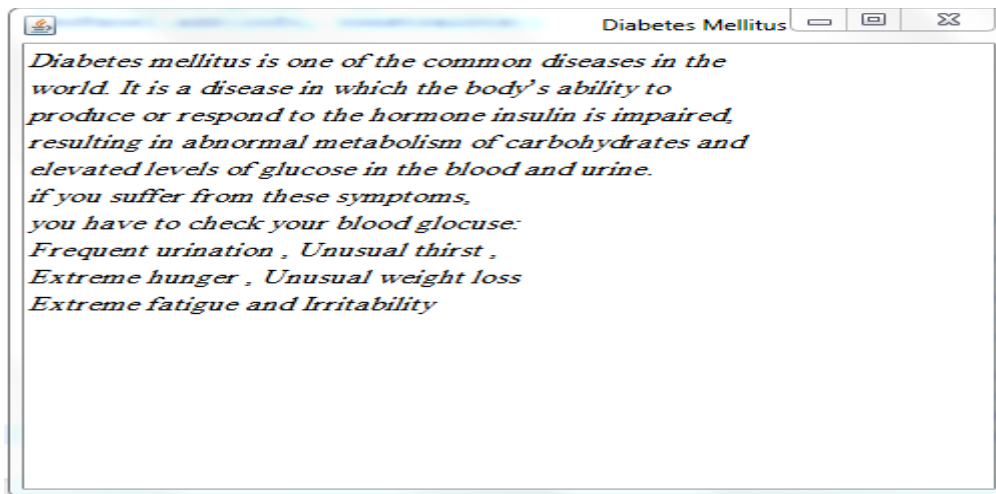 Diabetes Mellitus
Diabetes mellitus is one of the common diseases in the
world. It is a disease in which the body's ability to
produce or respond to the hormone insulin is impaired,
resulting in abnormal metabolism of carbohydrates and
elevated levels of glucose in the blood and urine.
if you suffer from these symptoms,
you have to check your blood glocuse:
Frequent urination , Unusual thirst ,
Extreme hunger , Unusual weight loss
Extreme fatigue and Irritability